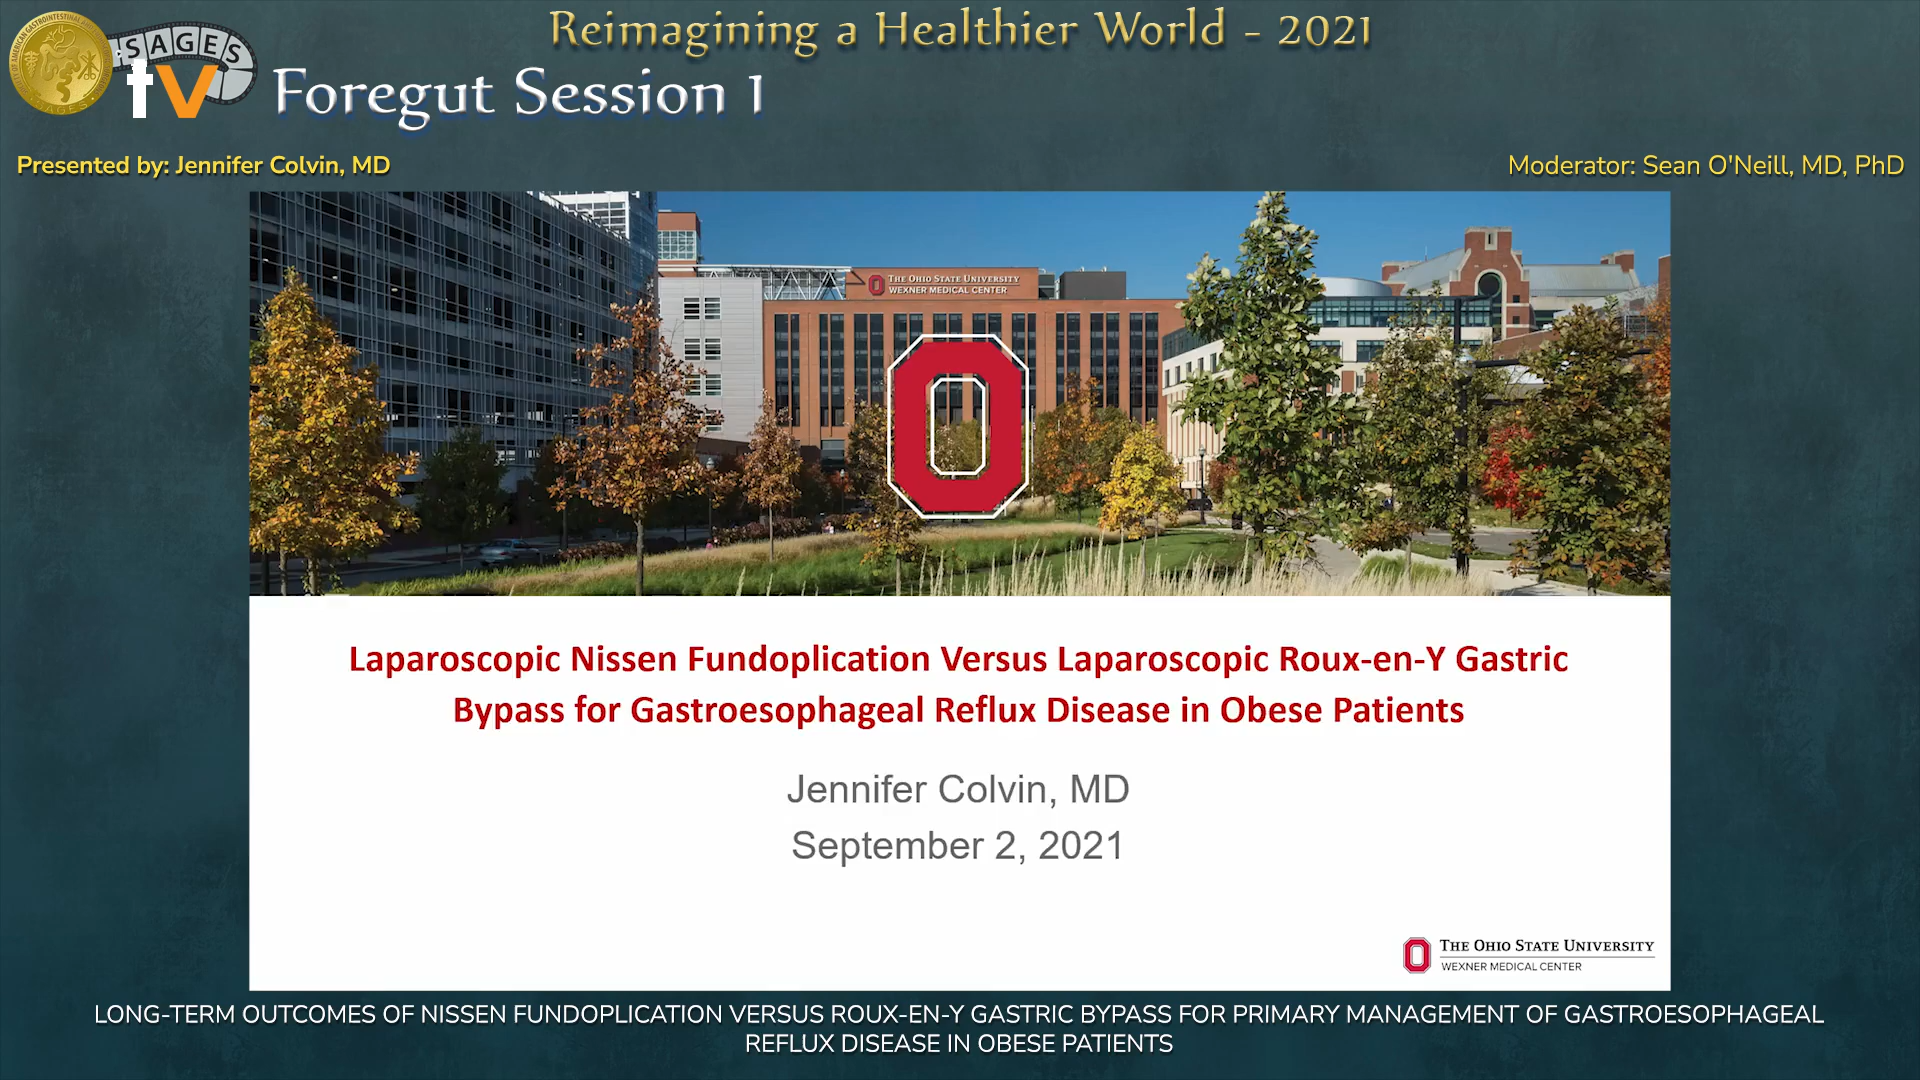 Reimagining a Healthier World - 2021
SAGES
tv
Foregut Session 1
Presented by: Jennifer Colvin, MD
Moderator: Sean O'Neill, MD, PhD
THE OHIO STATE UNIVERSITY
WEXNER MEDICAL CENTER
Laparoscopic Nissen Fundoplication Versus Laparoscopic Roux-en-Y Gastric
Bypass for Gastroesophageal Reflux Disease in Obese Patients
Jennifer Colvin, MD
September 2, 2021
THE OHIO STATE UNIVERSITY
WEXNER MEDICAL CENTER
LONG-TERM OUTCOMES OF NISSEN FUNDOPLICATION VERSUS ROUX-EN-Y GASTRIC BYPASS FOR PRIMARY MANAGEMENT OF GASTROESOPHAGEAL
REFLUX DISEASE IN OBESE PATIENTS